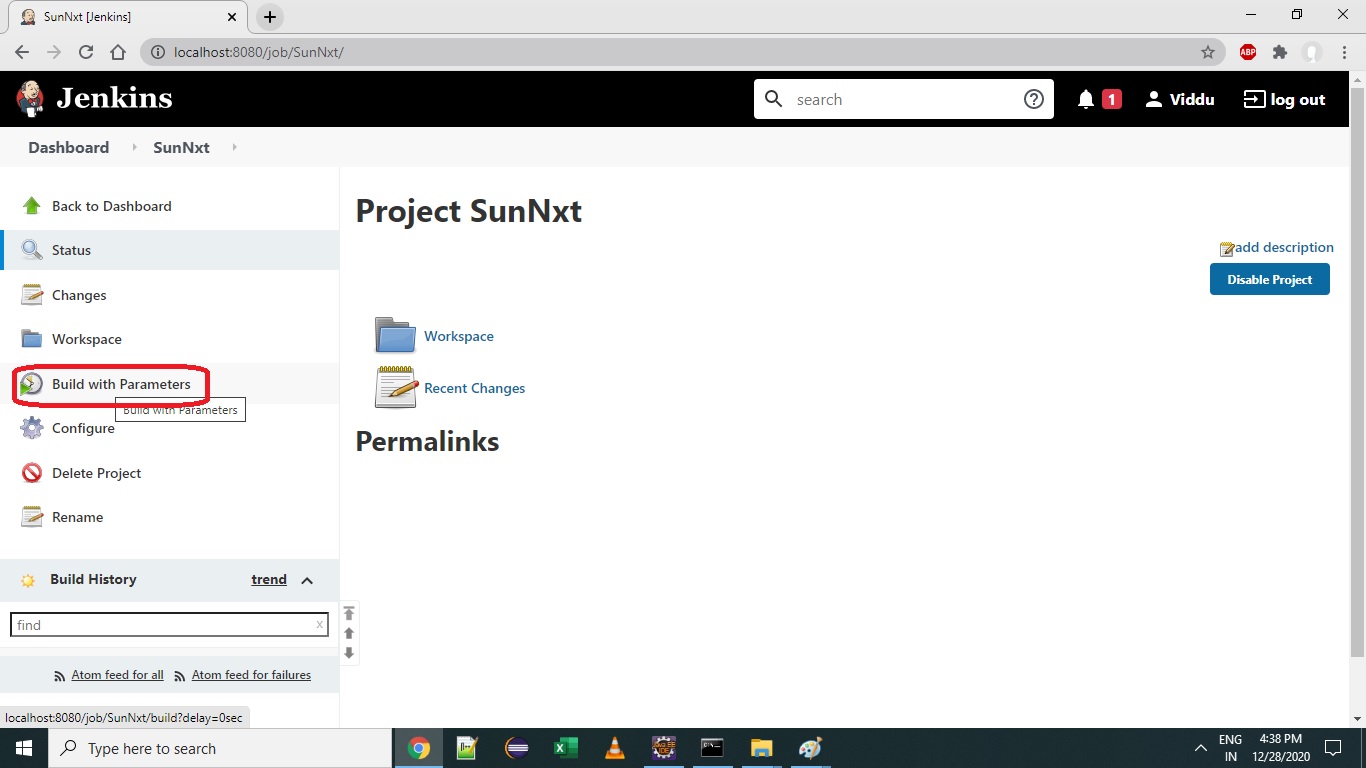 SunNxt [Jenkins]
localhost:8080/job/SunNxt/
ABP
Jenkins
search
1
Viddu
log out
Dashboard
SunNxt
Back to Dashboard
Status
Changes
Workspace
Build with Parameters
Build with Parameters
Configure
Delete Project
Rename
Project SunNxt
add description
Disable Project
Workspace
Recent Changes
Permalinks
Build History
trend
find
x
Atom feed for all
Atom feed for failures
localhost:8080/job/SunNxt/build?delay=0sec
Type here to search
ENG
IN
4:38 PM
12/28/2020